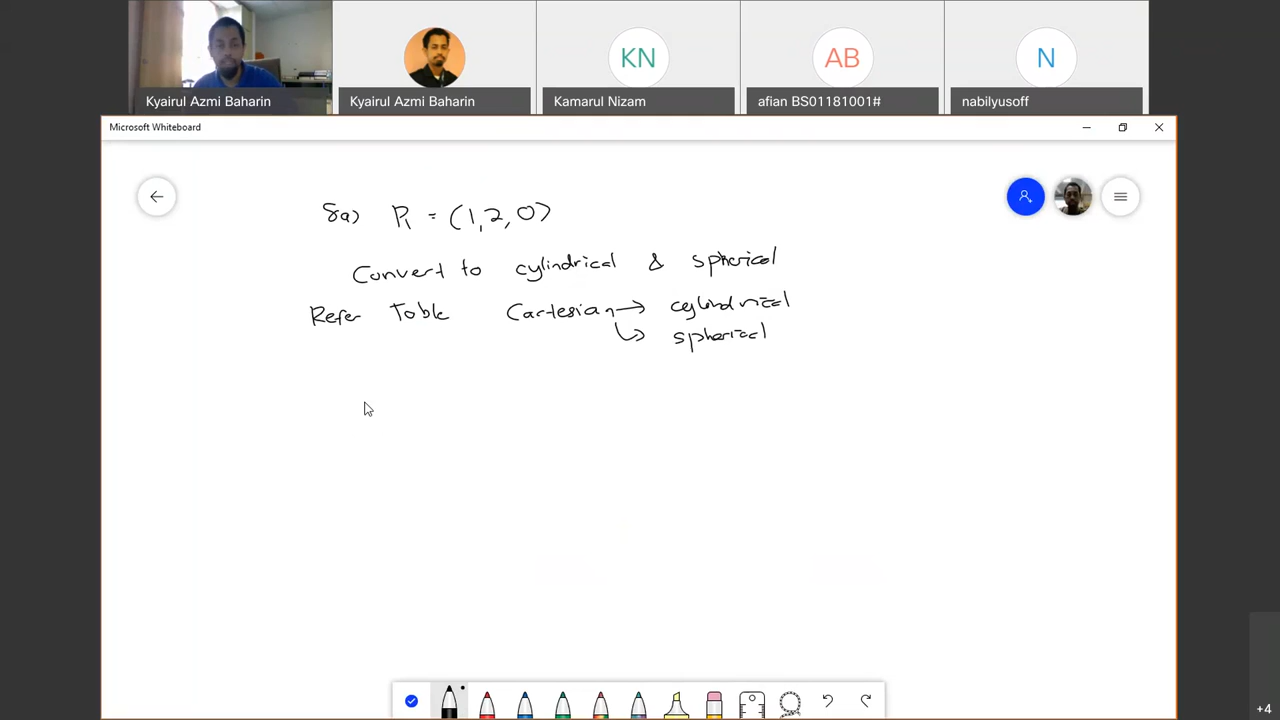 Kyairul Azmi Baharin
Kyairul Azmi Baharin
KN
Kamarul Nizam
AB
afian BS01181001#
N
nabilyusoff
Microsoft Whiteboard
8a) P1 = (1,2,0)
Convert to cylindrical & spherical
Refer Table Cartesian → cylindrical
↳ spherical
+4